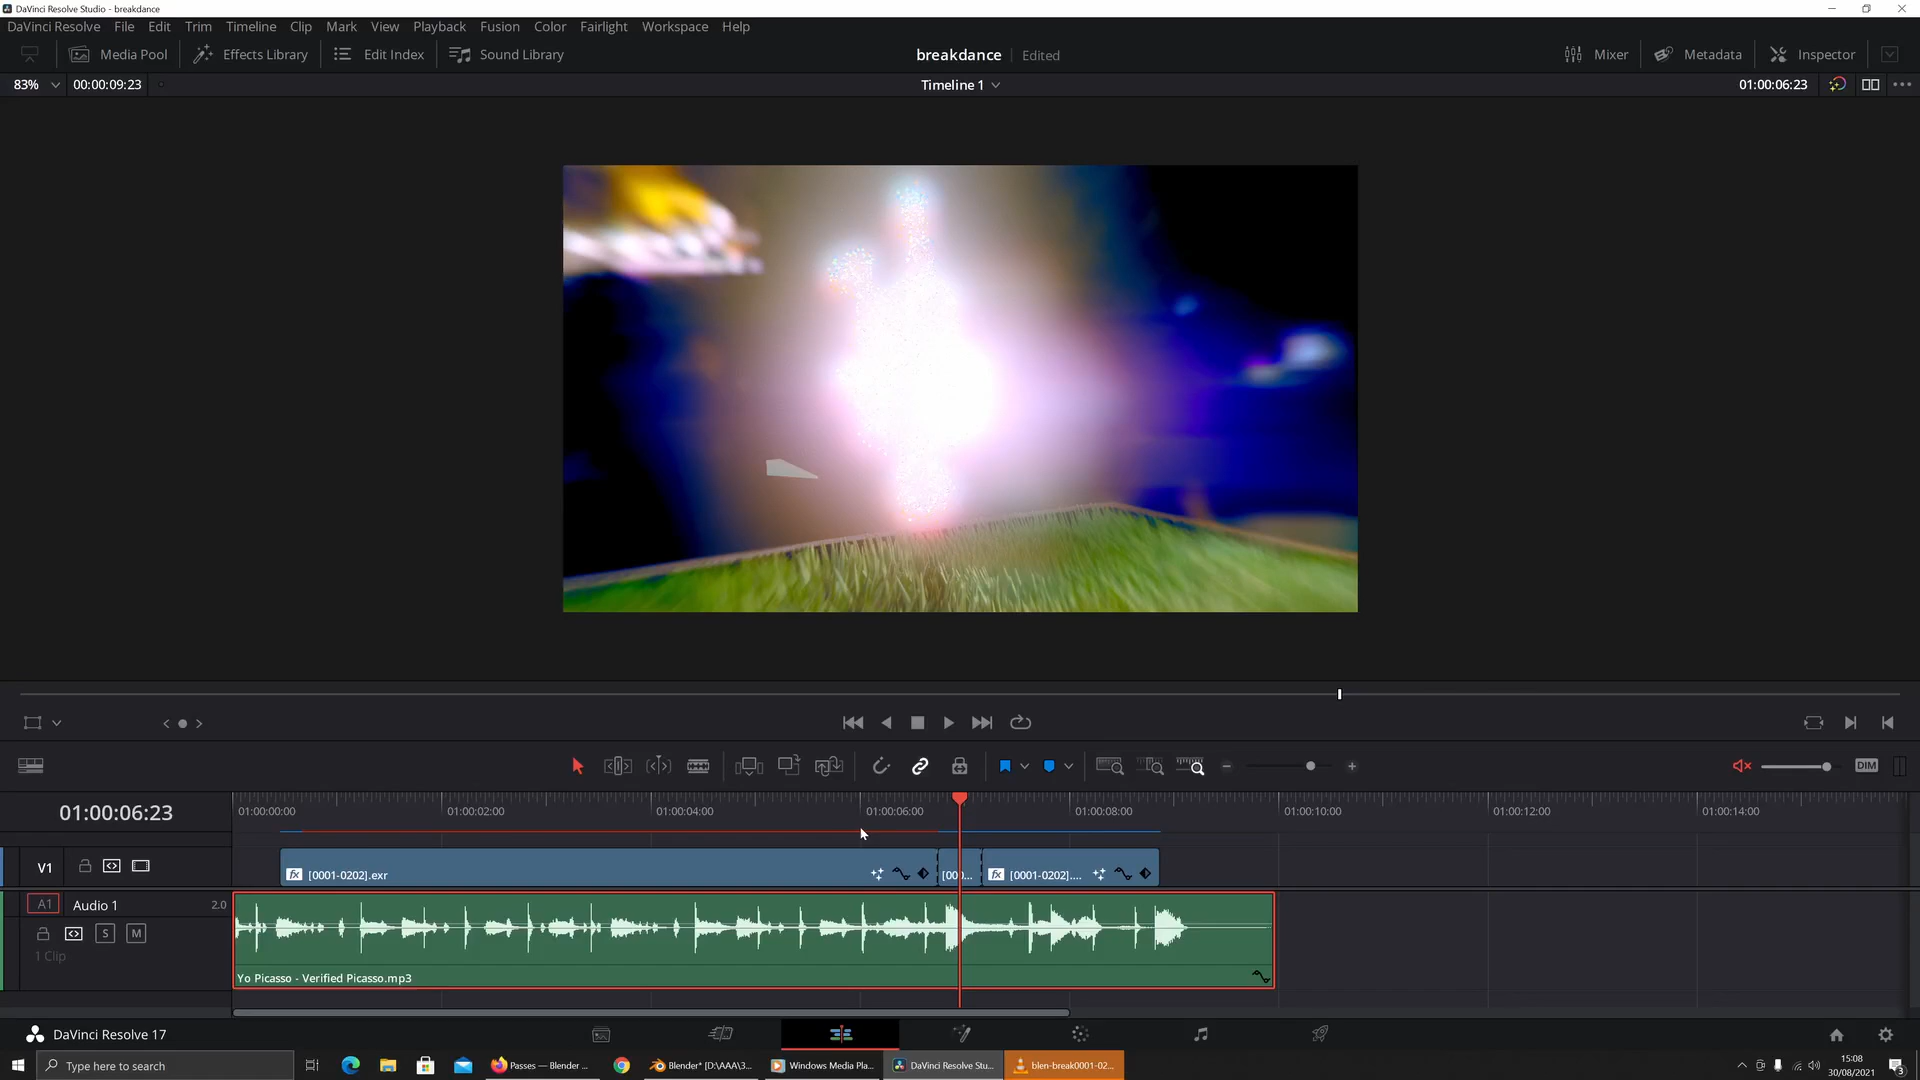 DaVinci Resolve Studio - breakdance
DaVinci Resolve File Edit Trim Timeline Clip Mark View Playback Fusion Color Fairlight Workspace Help
Media Pool Effects Library Edit Index Sound Library breakdance Edited Mixer Metadata Inspector
83% 00:00:09:23 Timeline 1 01:00:06:23
DIM
01:00:06:23 01:00:00:00 01:00:02:00 01:00:04:00 01:00:06:00 01:00:08:00 01:00:10:00 01:00:12:00 01:00:14:00
V1 fx [0001-0202].exr [000... fx [0001-0202]....
A1 Audio 1 2.0
S M
1 Clip
Yo Picasso - Verified Picasso.mp3
DaVinci Resolve 17
Type here to search Passes — Blender ... Blender* [D:\AAA\3... Windows Media Pla... DaVinci Resolve Stu... blen-break0001-02...
15:08
30/08/2021
3